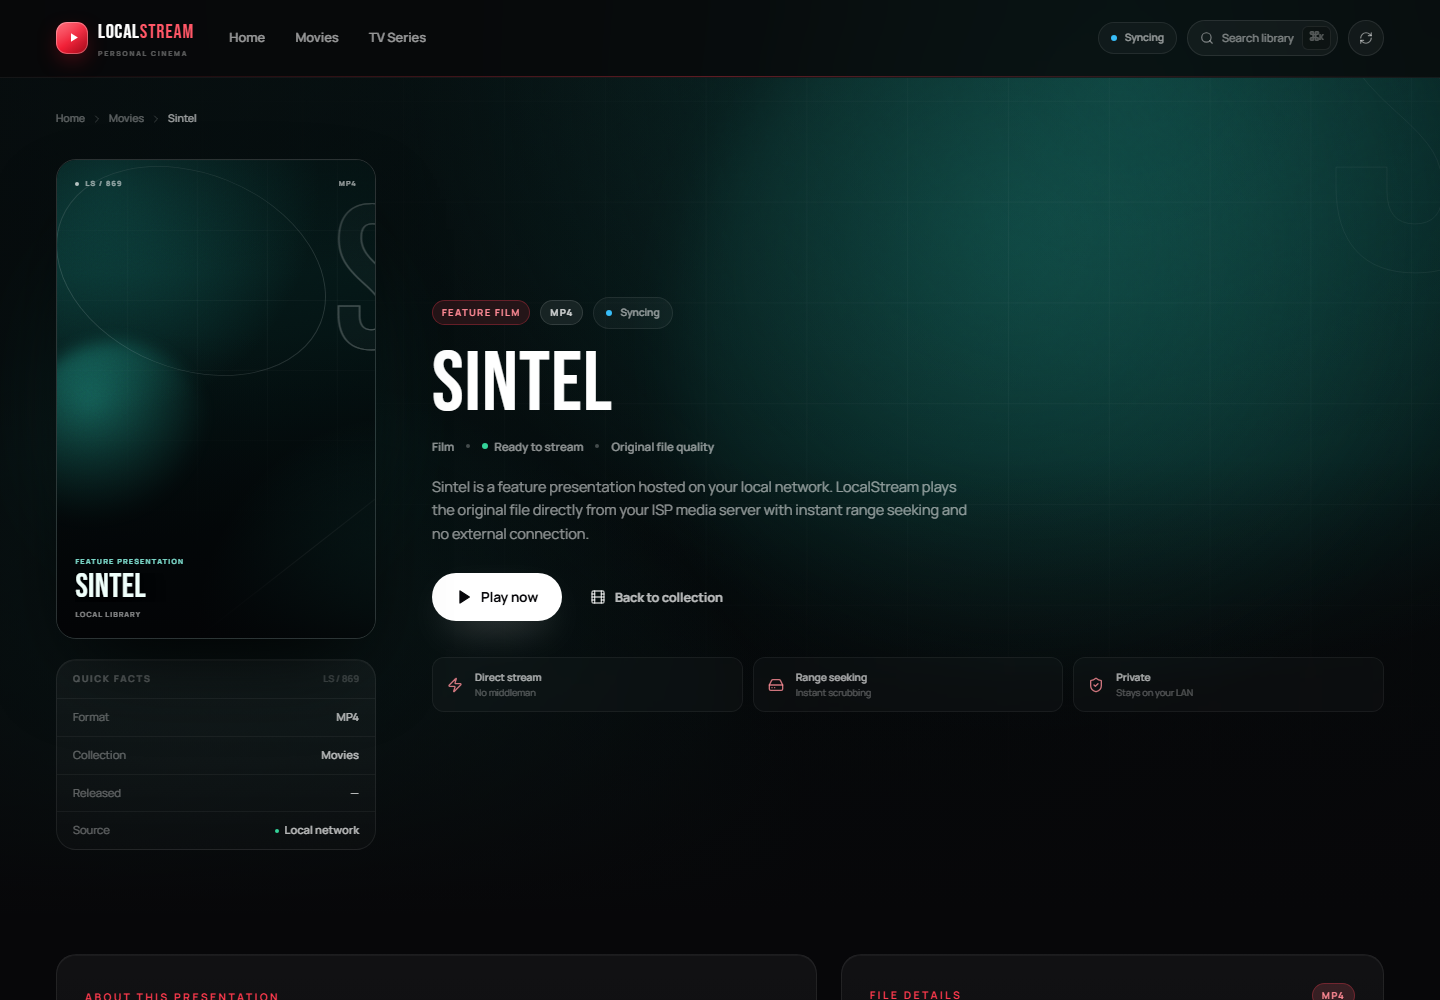 LOCALSTREAM
PERSONAL CINEMA
Home
Movies
TV Series
Syncing
Search library
⌘K
Home
Movies
Sintel
LS / 869
MP4
S
FEATURE PRESENTATION
SINTEL
LOCAL LIBRARY
FEATURE FILM
MP4
Syncing
SINTEL
Film • Ready to stream • Original file quality
Sintel is a feature presentation hosted on your local network. LocalStream plays
the original file directly from your ISP media server with instant range seeking and
no external connection.
Play now
Back to collection
Direct stream
No middleman
Range seeking
Instant scrubbing
Private
Stays on your LAN
QUICK FACTS
LS / 869
Format
MP4
Collection
Movies
Released
—
Source
Local network
ABOUT THIS PRESENTATION
FILE DETAILS
MP4